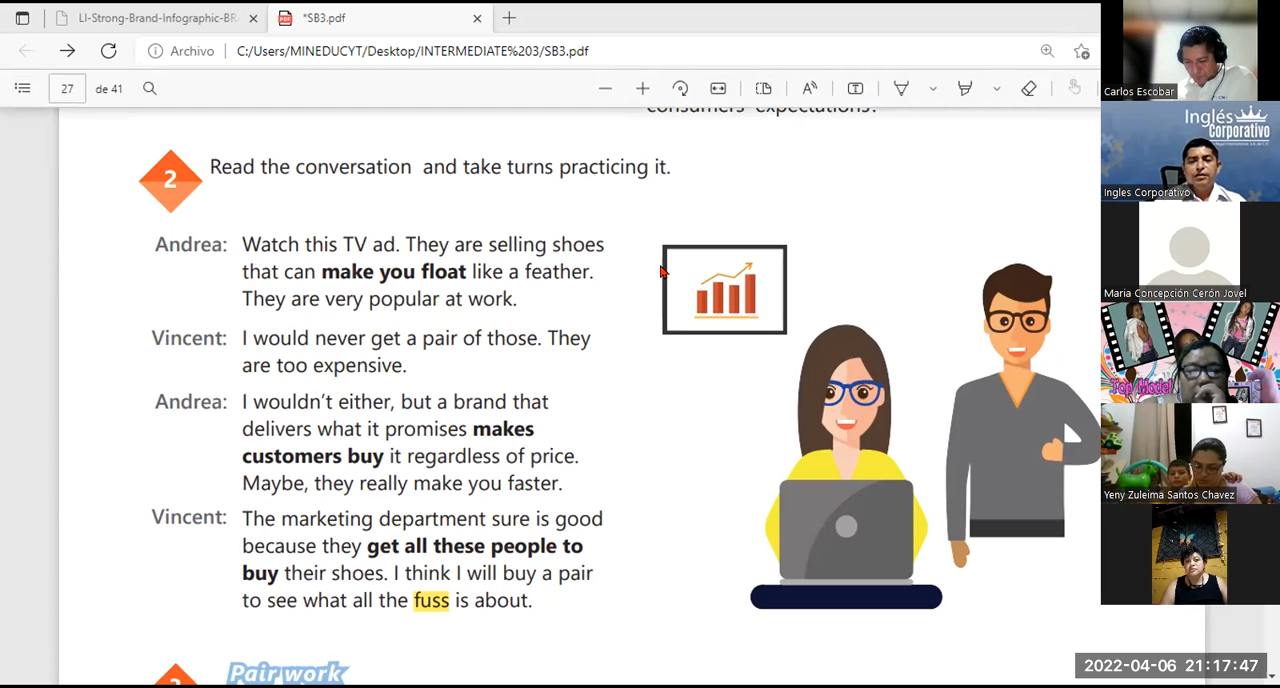 LI-Strong-Brand-Infographic-BR
*SB3.pdf
Archivo
C:/Users/MINEDUCYT/Desktop/INTERMEDIATE%203/SB3.pdf
27 de 41
consumers' expectations?
2 Read the conversation and take turns practicing it.
Andrea: Watch this TV ad. They are selling shoes
that can make you float like a feather.
They are very popular at work.
Vincent: I would never get a pair of those. They
are too expensive.
Andrea: I wouldn't either, but a brand that
delivers what it promises makes
customers buy it regardless of price.
Maybe, they really make you faster.
Vincent: The marketing department sure is good
because they get all these people to
buy their shoes. I think I will buy a pair
to see what all the fuss is about.
Pair work
Carlos Escobar
Inglés
Corporativo
Ingles Corporativo
Maria Concepción Cerón Jovel
Top Model
Yeny Zuleima Santos Chavez
2022-04-06 21:17:47